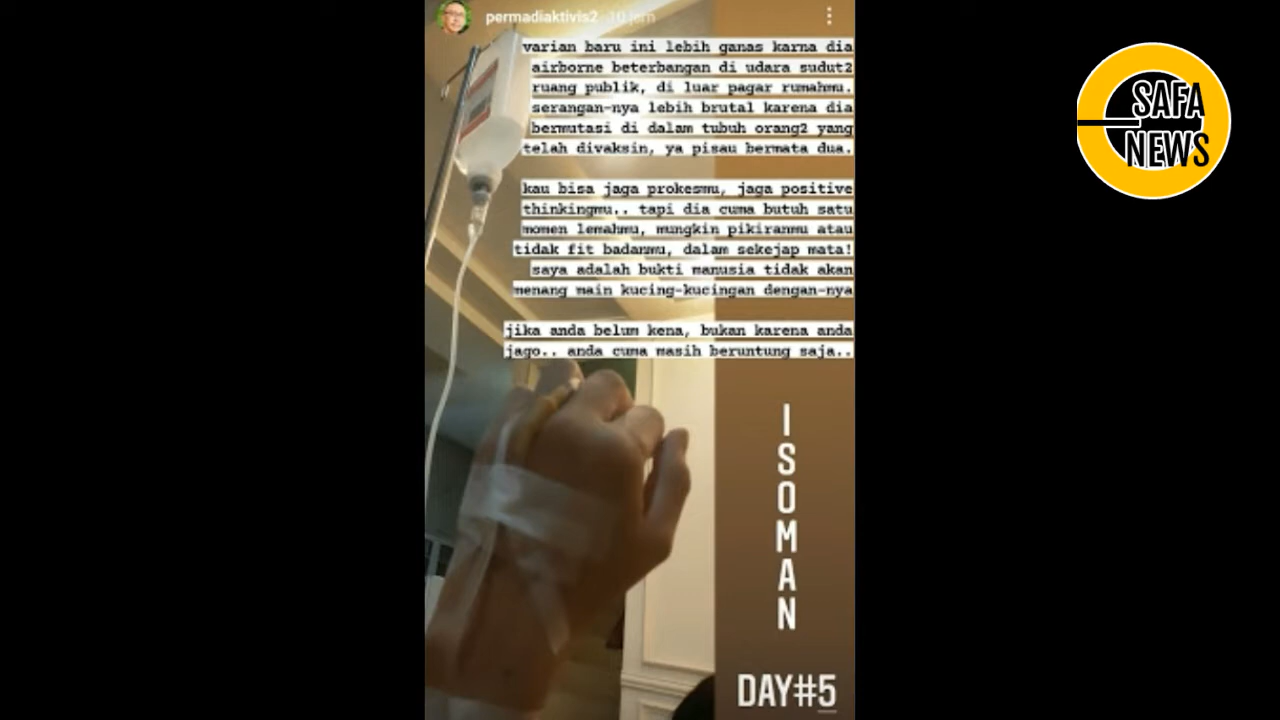 permadiaktivis2 10 jam
varian baru ini lebih ganas karna dia
airborne beterbangan di udara sudut2
ruang publik, di luar pagar rumahmu.
serangan-nya lebih brutal karena dia
bermutasi di dalam tubuh orang2 yang
telah divaksin, ya pisau bermata dua.
kau bisa jaga prokesmu, jaga positive
thinkingmu.. tapi dia cuma butuh satu
momen lemahmu, mungkin pikiranmu atau
tidak fit badanmu, dalam sekejap mata!
saya adalah bukti manusia tidak akan
menang main kucing-kucingan dengan-nya
jika anda belum kena, bukan karena anda
jago.. anda cuma masih beruntung saja..
ISOMAN
DAY#5
SAFA
NEWS